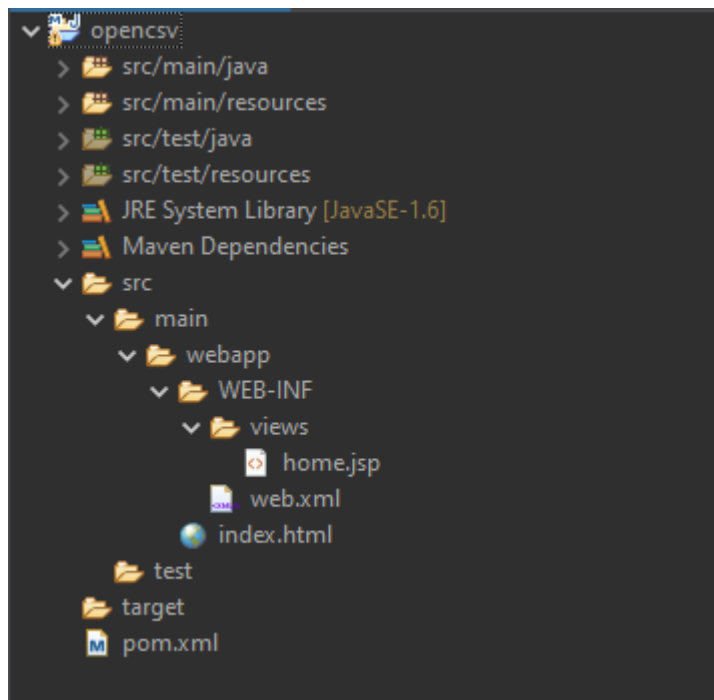 opencsv
src/main/java
src/main/resources
src/test/java
src/test/resources
JRE System Library [JavaSE-1.6]
Maven Dependencies
src
main
webapp
WEB-INF
views
home.jsp
web.xml
index.html
test
target
pom.xml